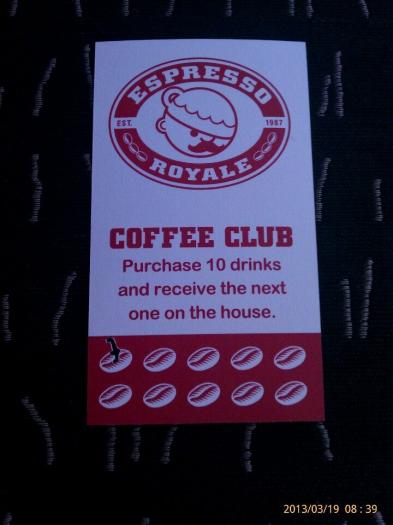 ESPRESSO
EST. 1987
ROYALE
COFFEE CLUB
Purchase 10 drinks
and receive the next
one on the house.
2013/03/19 08:39